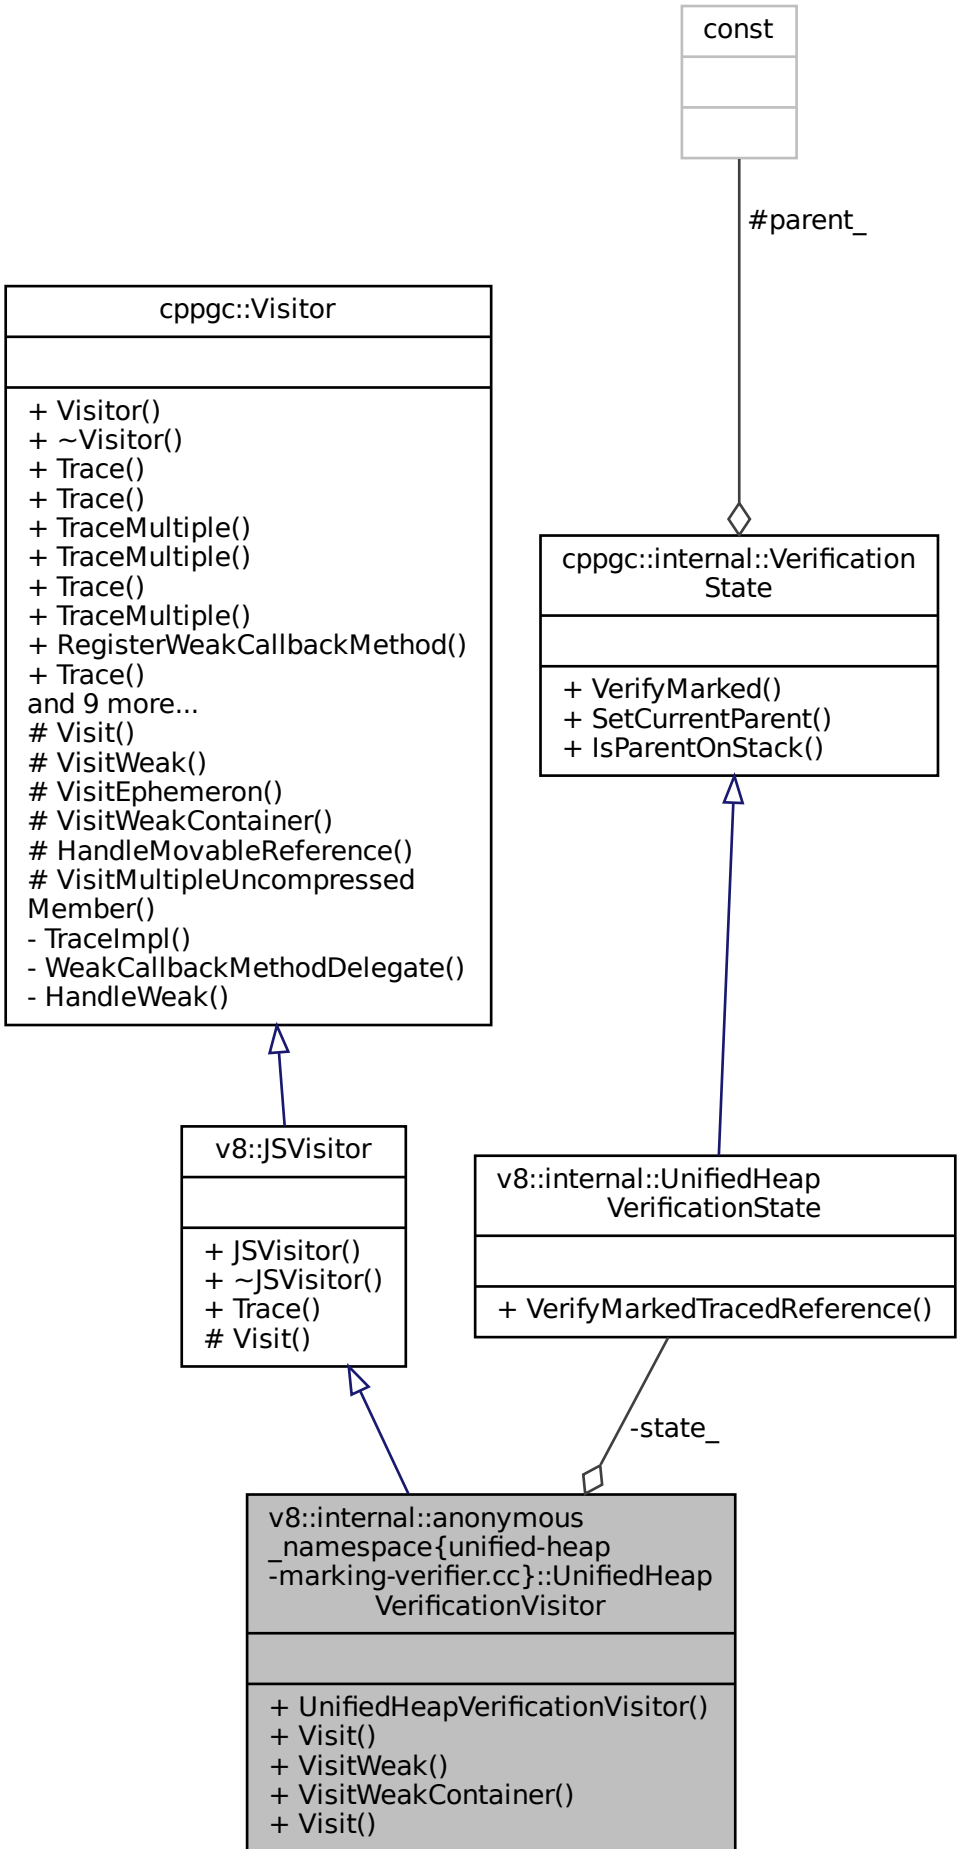 const
#parent_
cppgc::Visitor
+ Visitor()
+ ~Visitor()
+ Trace()
+ Trace()
+ TraceMultiple()
+ TraceMultiple()
+ Trace()
+ TraceMultiple()
+ RegisterWeakCallbackMethod()
+ Trace()
and 9 more...
# Visit()
# VisitWeak()
# VisitEphemeron()
# VisitWeakContainer()
# HandleMovableReference()
# VisitMultipleUncompressed
Member()
- TraceImpl()
- WeakCallbackMethodDelegate()
- HandleWeak()
cppgc::internal::Verification
State
+ VerifyMarked()
+ SetCurrentParent()
+ IsParentOnStack()
v8::JSVisitor
+ JSVisitor()
+ ~JSVisitor()
+ Trace()
# Visit()
v8::internal::UnifiedHeap
VerificationState
+ VerifyMarkedTracedReference()
-state_
v8::internal::anonymous
_namespace{unified-heap
-marking-verifier.cc}::UnifiedHeap
VerificationVisitor
+ UnifiedHeapVerificationVisitor()
+ Visit()
+ VisitWeak()
+ VisitWeakContainer()
+ Visit()